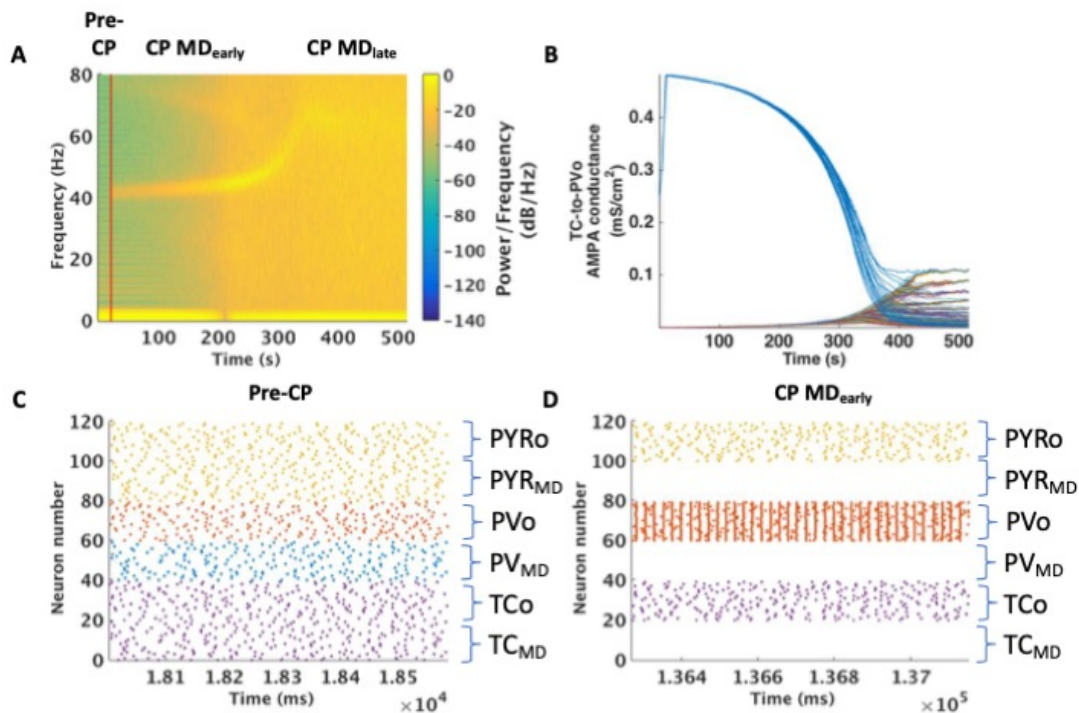 Pre-
CP CP MDearly CP MDlate
A
80
60
40
20
0
Frequency (Hz)
100 200 300 400 500
Time (s)
0
-20
-40
-60
-80
-100
-120
-140
Power/Frequency
(dB/Hz)
B
0.4
0.3
0.2
0.1
TC-to-PVo
AMPA conductance
(mS/cm²)
100 200 300 400 500
Time (s)
C
Pre-CP
120
100
80
60
40
20
0
Neuron number
1.81 1.82 1.83 1.84 1.85
Time (ms) ×10⁴
PYRo
PYRMD
PVo
PVMD
TCo
TCMD
D
CP MDearly
120
100
80
60
40
20
0
Neuron number
1.364 1.366 1.368 1.37
Time (ms) ×10⁵
PYRo
PYRMD
PVo
PVMD
TCo
TCMD